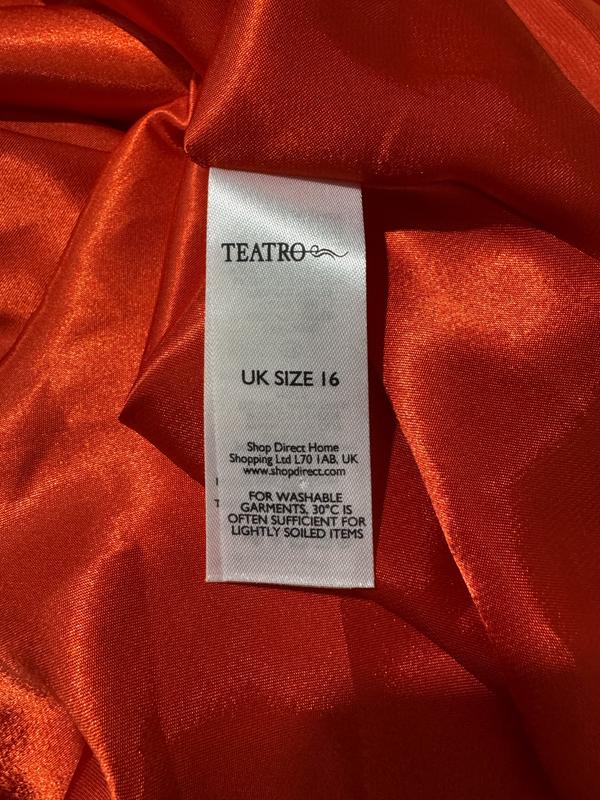 TEATRO
UK SIZE 16
Shop Direct Home
Shopping Ltd L70 1AB, UK
www.shopdirect.com
FOR WASHABLE
GARMENTS, 30°C IS
OFTEN SUFFICIENT FOR
LIGHTLY SOILED ITEMS